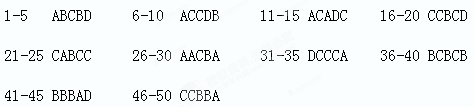 1-5 ABCBD 6-10 ACCDB 11-15 ACADC 16-20 CCBCD
21-25 CABCC 26-30 AACBA 31-35 DCCCA 36-40 BCBCB
41-45 BBBAD 46-50 CCBBA